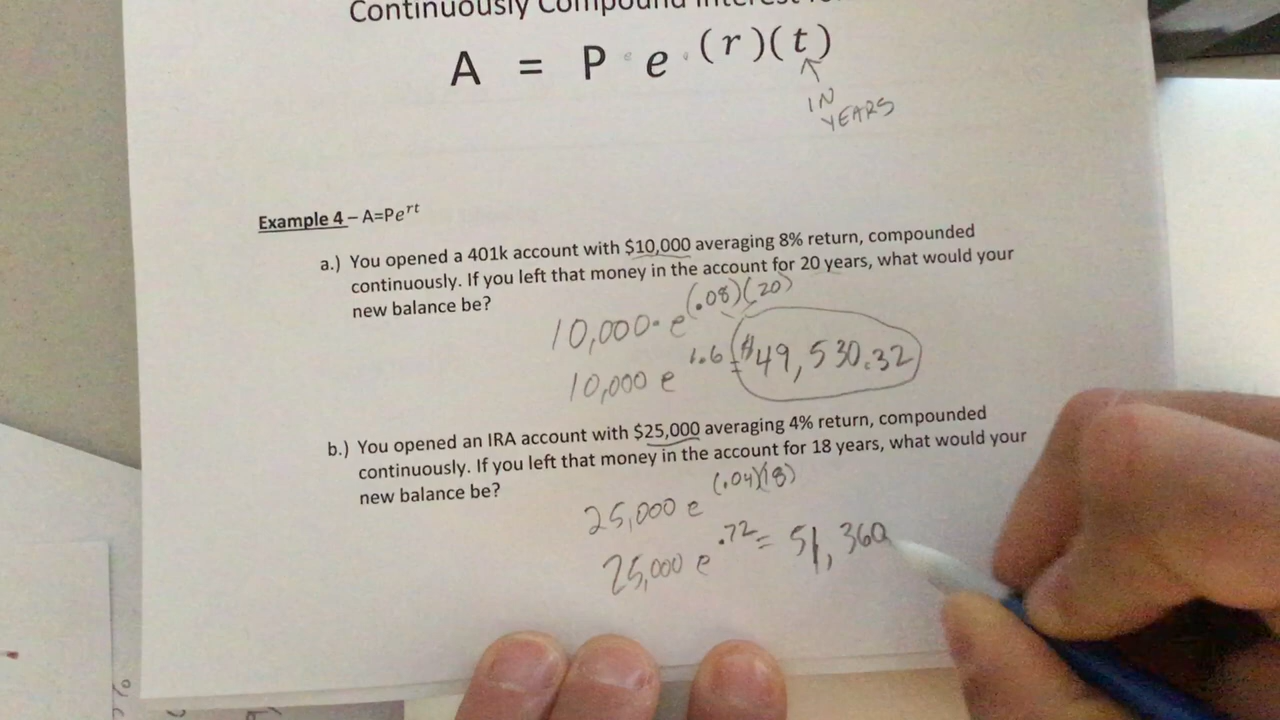 Continuously Compound Interest
A = P · e (r)(t)
IN
YEARS
Example 4 – A=Pe^rt
a.) You opened a 401k account with $10,000 averaging 8% return, compounded
continuously. If you left that money in the account for 20 years, what would your
new balance be?
10,000 · e^(.08)(20)
10,000 e^1.6 = $49,530.32
b.) You opened an IRA account with $25,000 averaging 4% return, compounded
continuously. If you left that money in the account for 18 years, what would your
new balance be?
25,000 e^(.04)(18)
25,000 e^.72 = 51,360